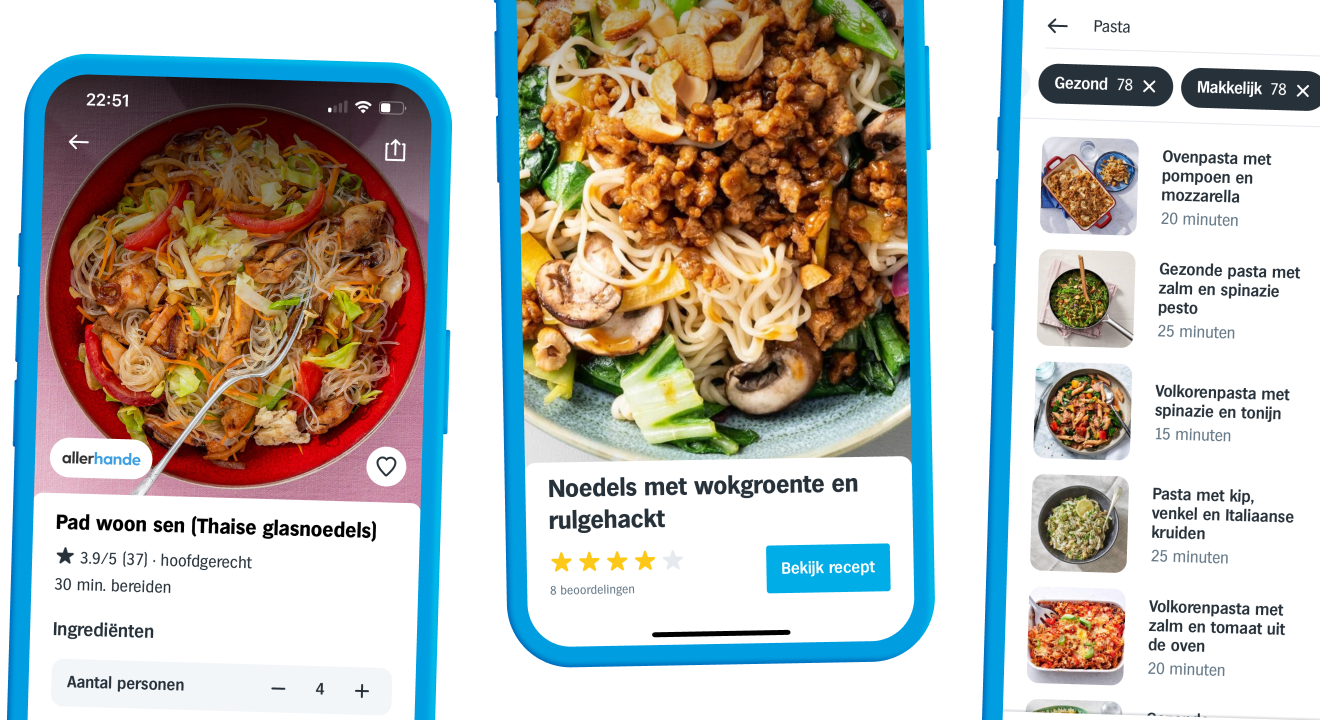 22:51
allerhande
Pad woon sen (Thaise glasnoedels)
3.9/5 (37) · hoofdgerecht
30 min. bereiden
Ingrediënten
Aantal personen
4
Noedels met wokgroente en
rulgehackt
8 beoordelingen
Bekijk recept
Pasta
Gezond 78
Makkelijk 78
Ovenpasta met
pompoen en
mozzarella
20 minuten
Gezonde pasta met
zalm en spinazie
pesto
25 minuten
Volkorenpasta met
spinazie en tonijn
15 minuten
Pasta met kip,
venkel en Italiaanse
kruiden
25 minuten
Volkorenpasta met
zalm en tomaat uit
de oven
20 minuten